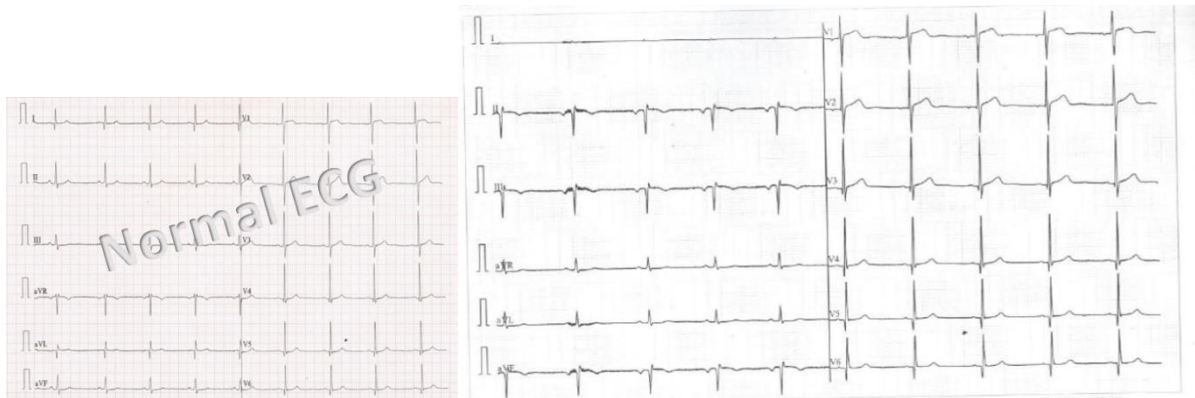 I V1
II V2
III V3
aVR V4
aVL V5
aVF V6
Normal ECG
I V1
II V2
III V3
aVR V4
aVL V5
aVF V6